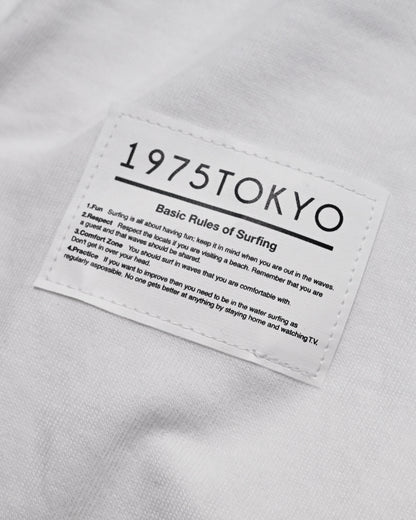 1975TOKYO
Basic Rules of Surfing
1.Fun Surfing is all about having fun; keep it in mind when you are out in the waves.
2.Respect Respect the locals if you are visiting a beach. Remember that you are
a guest and that waves should be shared.
3.Comfort Zone You should surf in waves that you are comfortable with.
Don't get in over your head.
4.Practice If you want to improve than you need to be in the water surfing as
regularly aspossible. No one gets better at anything by staying home and watching T.V.